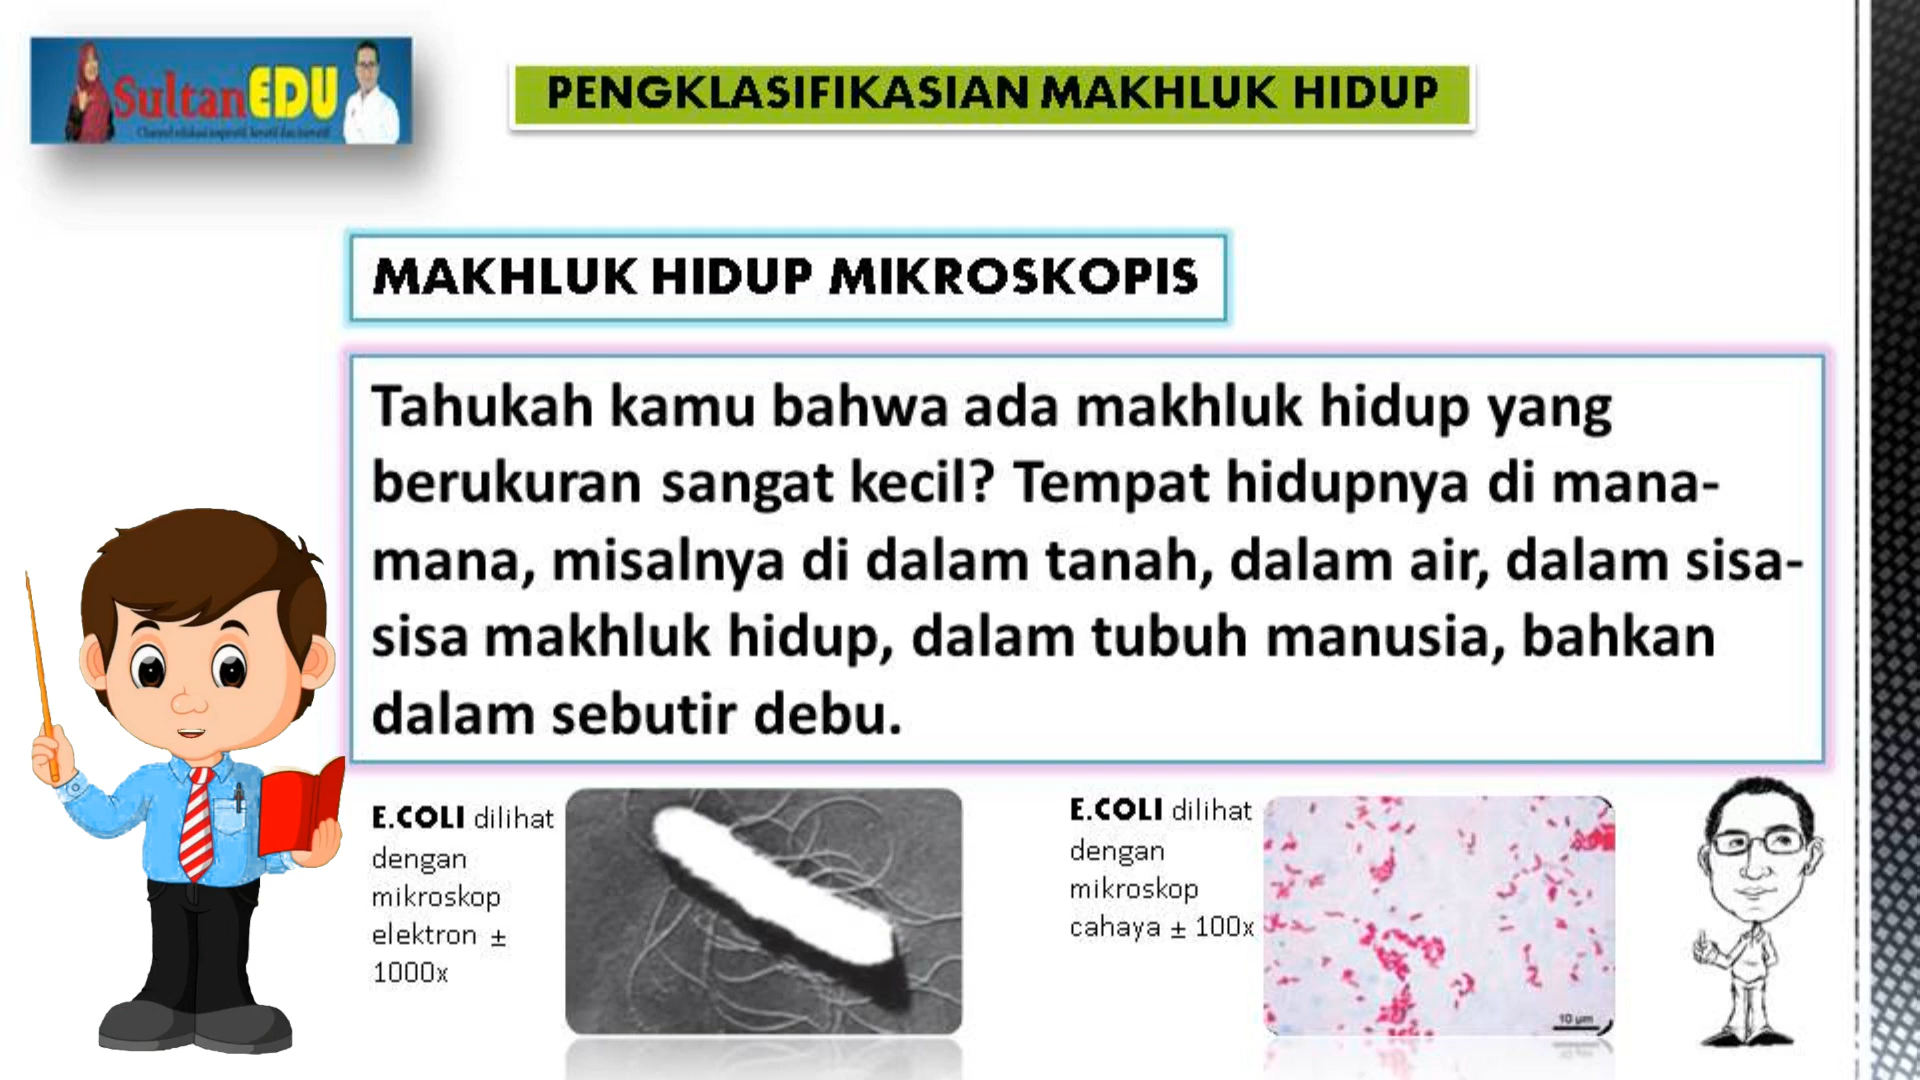 SultanEDU
PENGKLASIFIKASIAN MAKHLUK HIDUP
MAKHLUK HIDUP MIKROSKOPIS
Tahukah kamu bahwa ada makhluk hidup yang
berukuran sangat kecil? Tempat hidupnya di mana-
mana, misalnya di dalam tanah, dalam air, dalam sisa-
sisa makhluk hidup, dalam tubuh manusia, bahkan
dalam sebutir debu.
E.COLI dilihat
dengan
mikroskop
elektron ±
1000x
E.COLI dilihat
dengan
mikroskop
cahaya ± 100x
10 µm